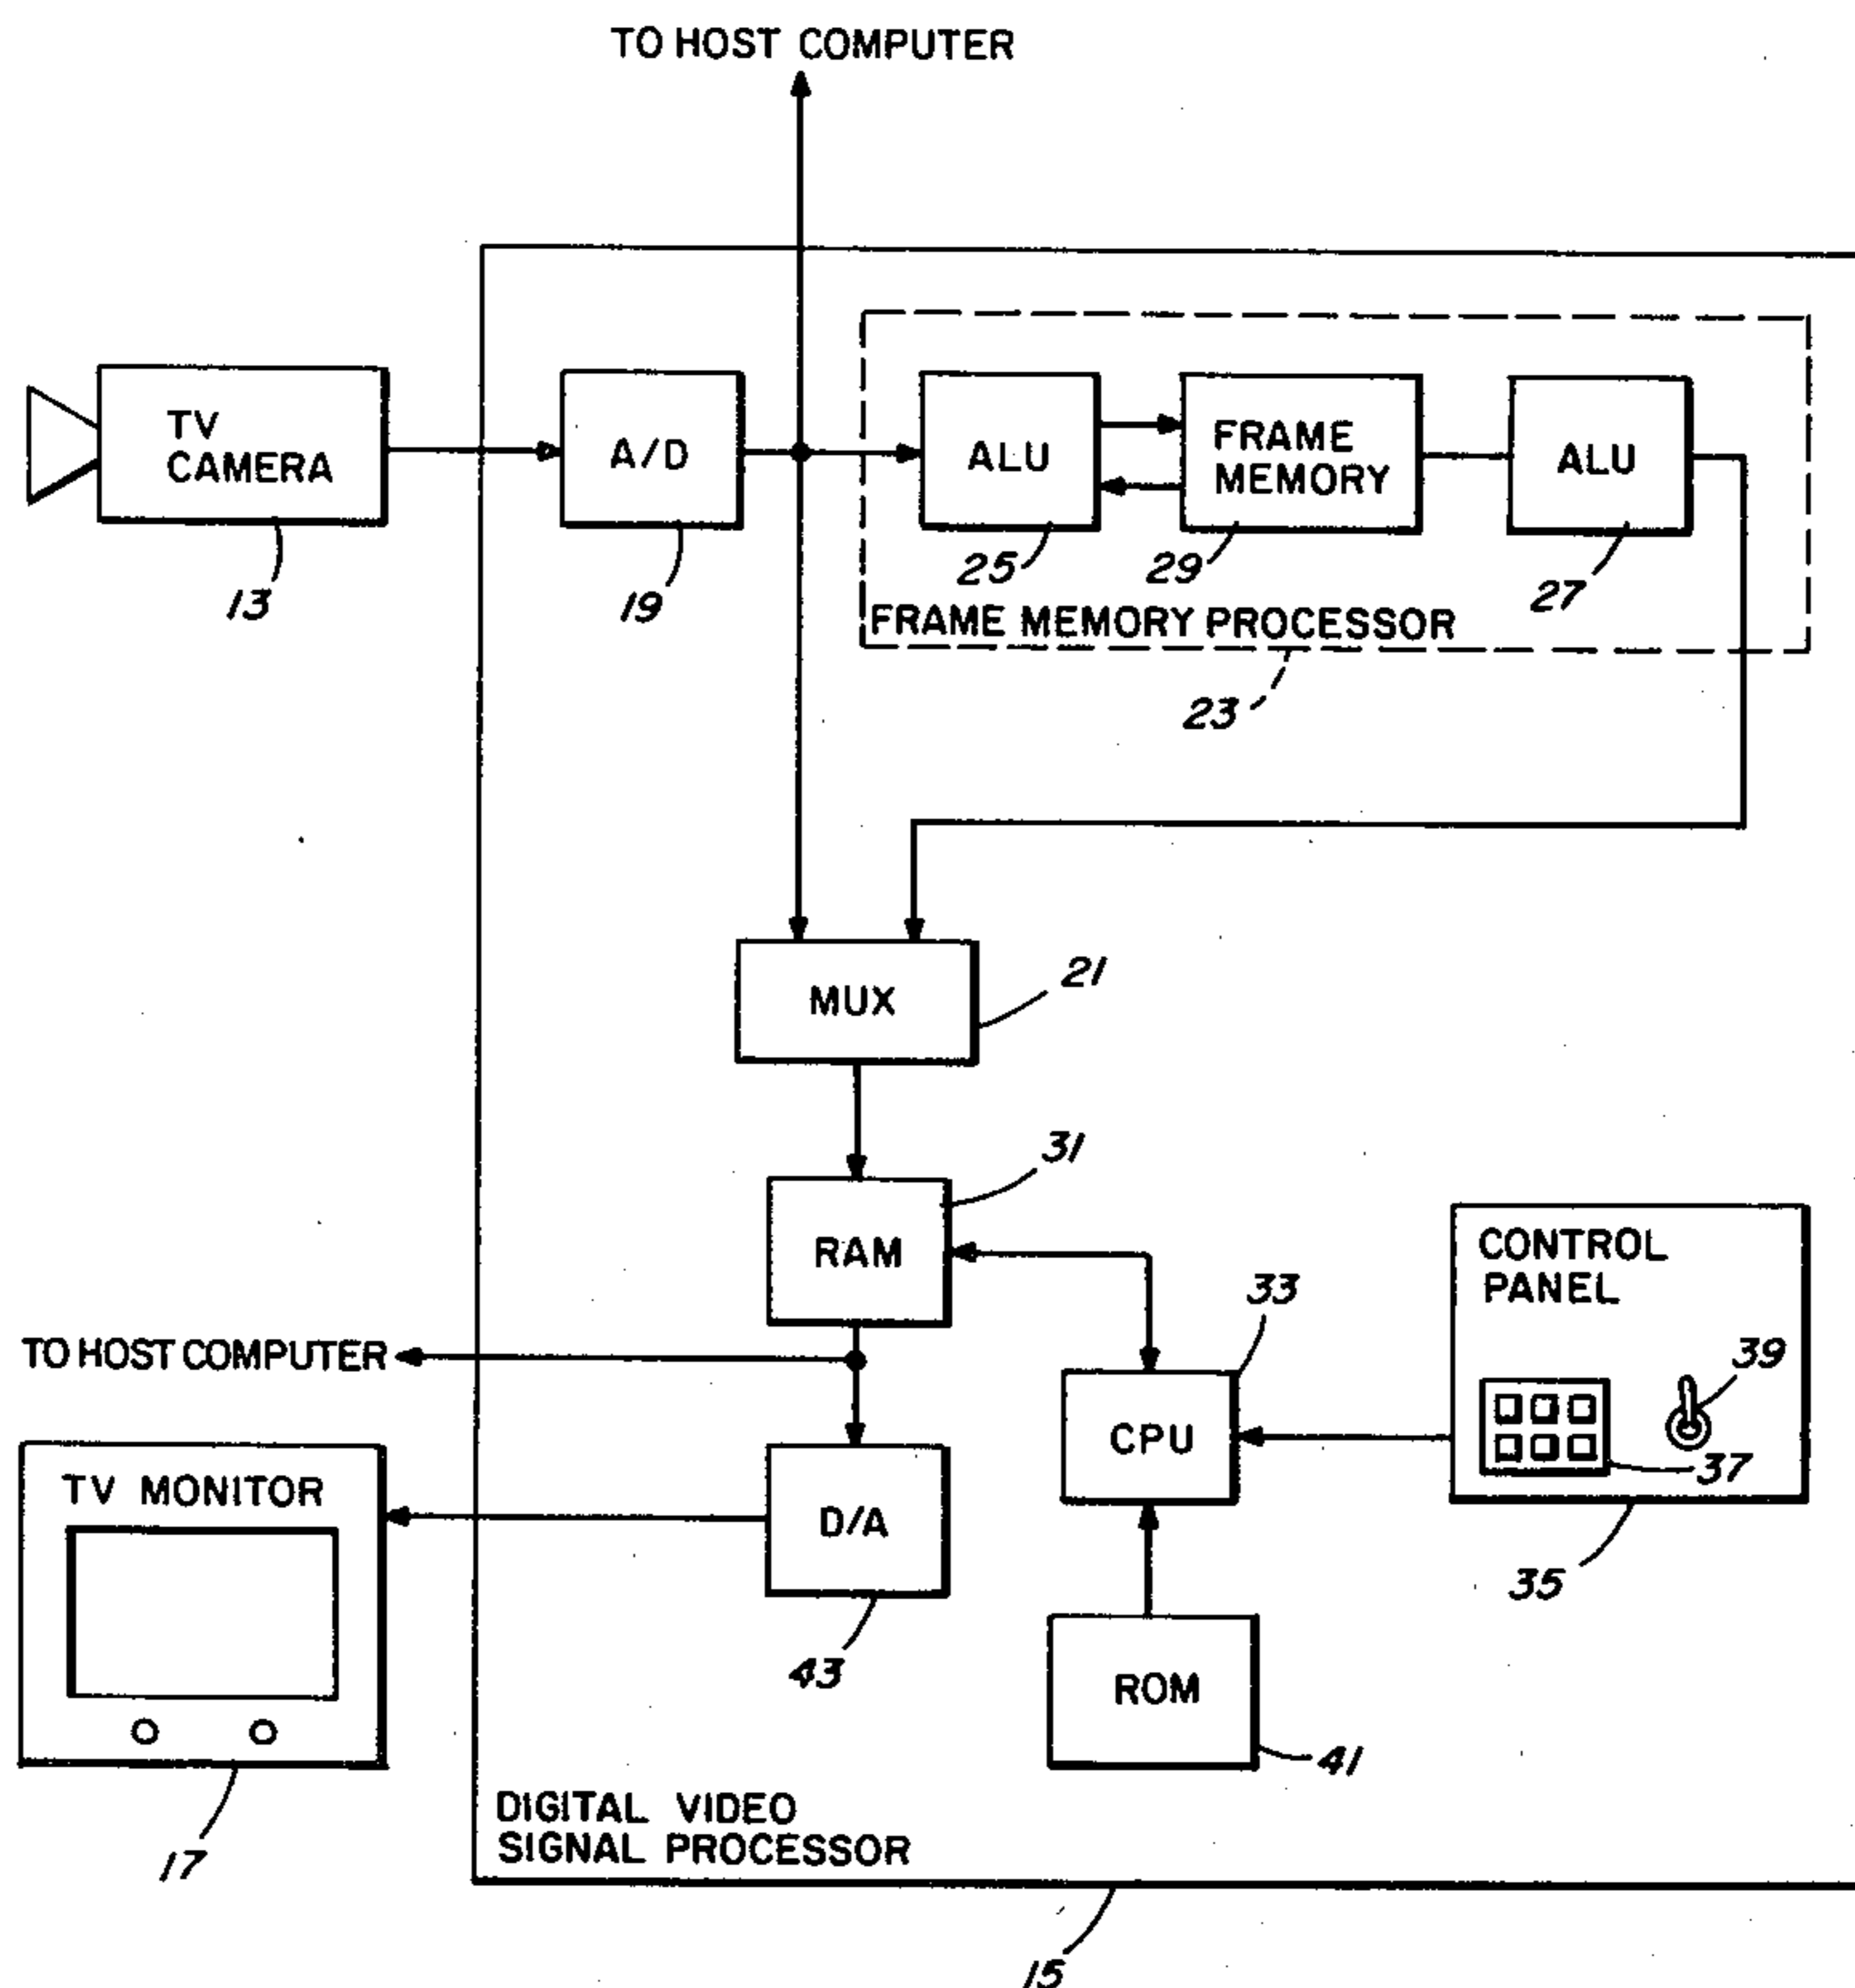 TO HOST COMPUTER
TV
CAMERA
A/D
ALU
FRAME
MEMORY
ALU
13
19
25
29
27
FRAME MEMORY PROCESSOR
23
MUX
21
RAM
31
CONTROL
PANEL
33
TO HOST COMPUTER
39
CPU
37
TV MONITOR
D/A
35
43
ROM
41
DIGITAL VIDEO
SIGNAL PROCESSOR
17
15